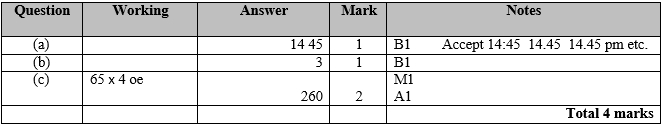 Question Working Answer Mark Notes
(a) 14 45 1 B1 Accept 14:45 14.45 14.45 pm etc.
(b) 3 1 B1
(c) 65 x 4 oe M1
260 2 A1
Total 4 marks